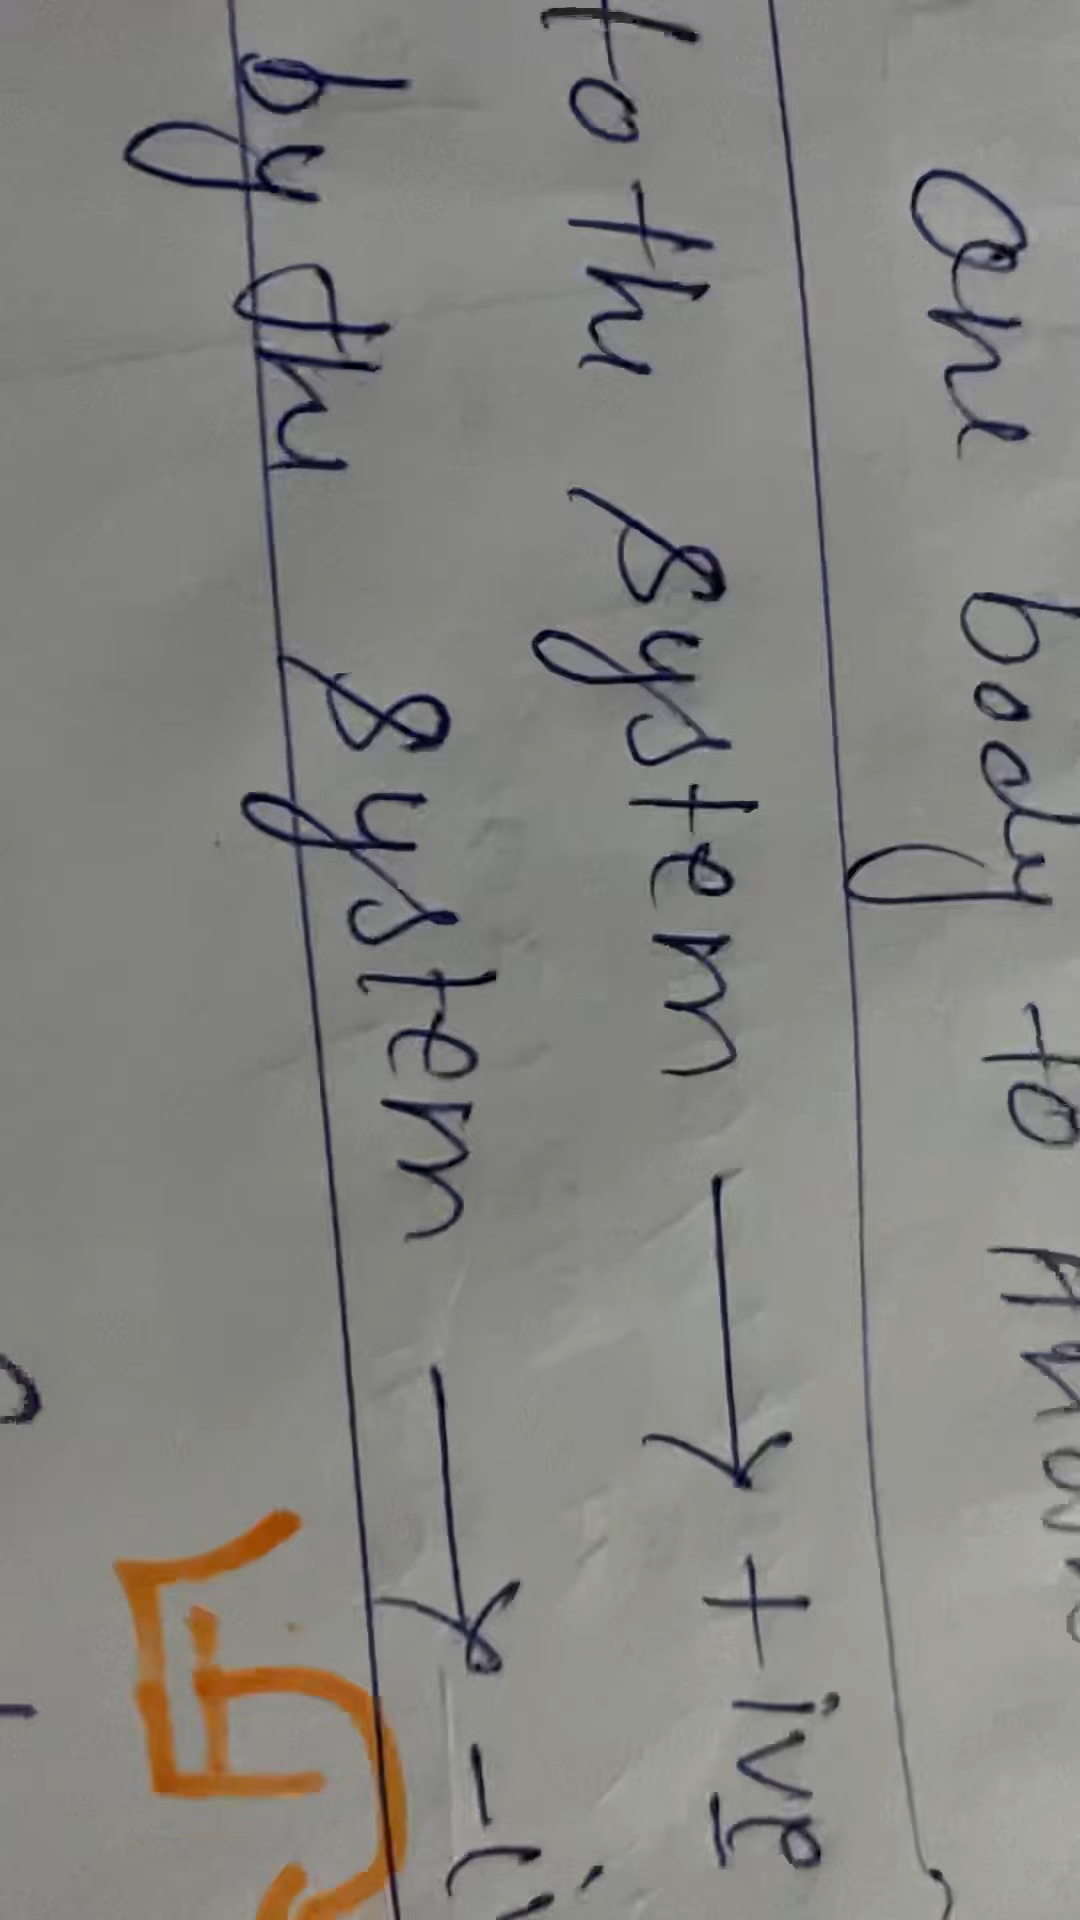 One body to
to the system → +ive
by the system → -i